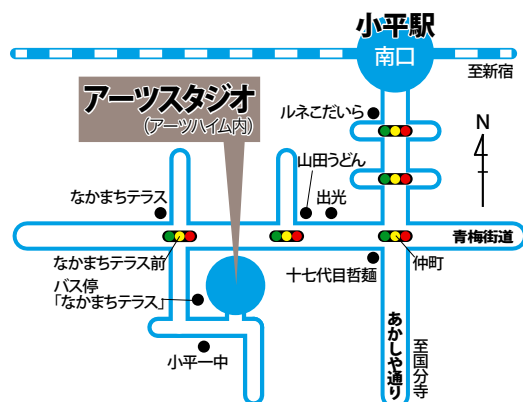 小平駅
南口
至新宿
アーツスタジオ
(アーツハイム内)
ルネこだいら
N
山田うどん
なかまちテラス
出光
青梅街道
なかまちテラス前
十七代目哲麺
仲町
バス停
「なかまちテラス」
小平一中
あかしや通り
至国分寺